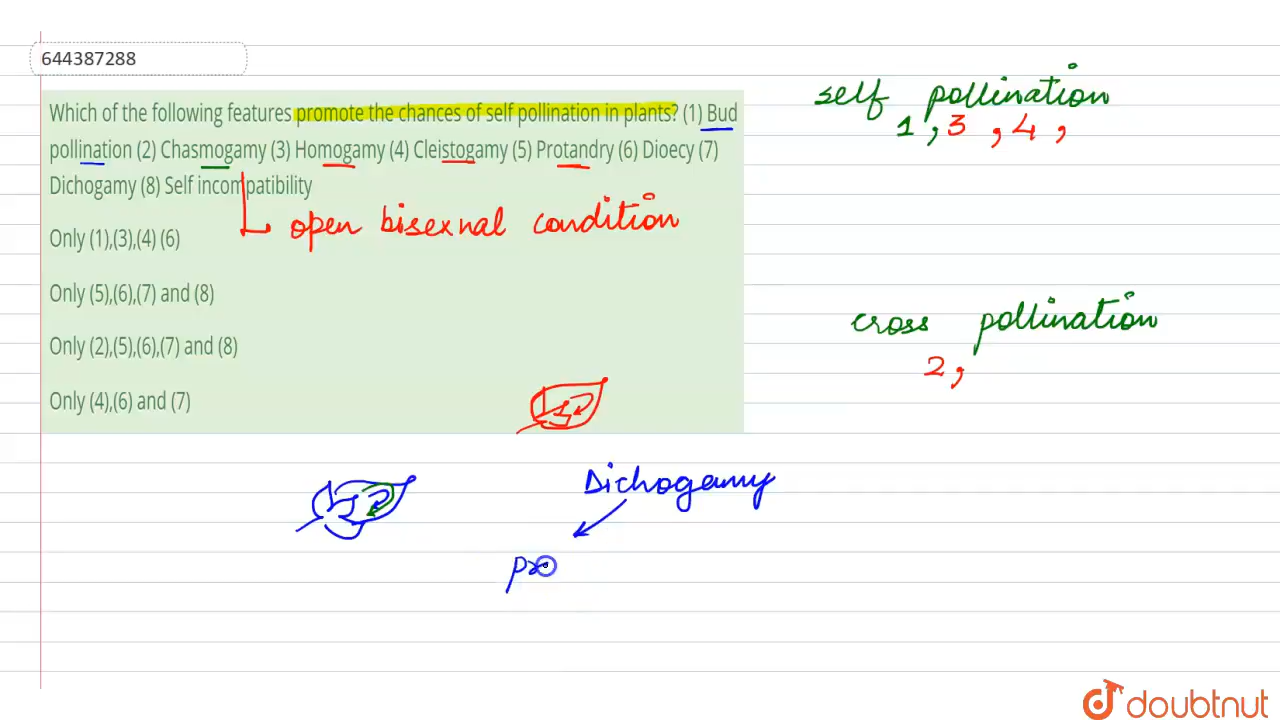 644387288
Which of the following features promote the chances of self pollination in plants? (1) Bud
pollination (2) Chasmogamy (3) Homogamy (4) Cleistogamy (5) Protandry (6) Dioecy (7)
Dichogamy (8) Self incompatibility
Only (1),(3),(4) (6)
Only (5),(6),(7) and (8)
Only (2),(5),(6),(7) and (8)
Only (4),(6) and (7)
open bisexual condition
self pollination
1, 3, 4,
cross pollination
2,
Dichogamy
pro
doubtnut